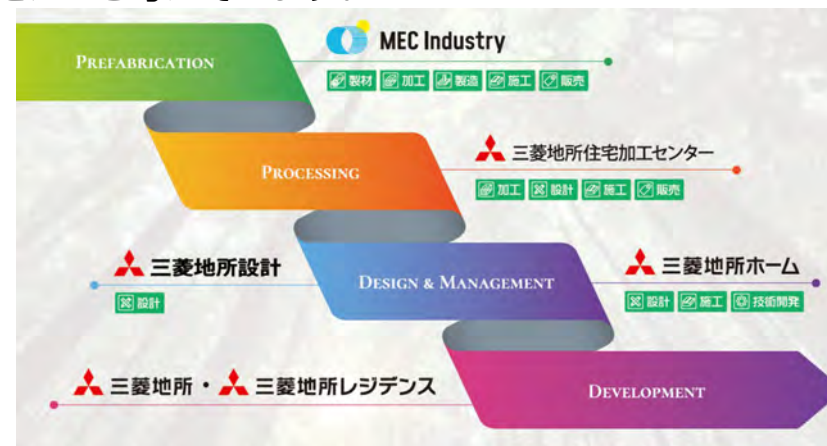 MEC Industry
PREFABRICATION
製材 加工 製造 施工 販売
三菱地所住宅加工センター
PROCESSING
加工 設計 施工 販売
三菱地所設計
三菱地所ホーム
DESIGN & MANAGEMENT
設計
設計 施工 技術開発
三菱地所・三菱地所レジデンス
DEVELOPMENT